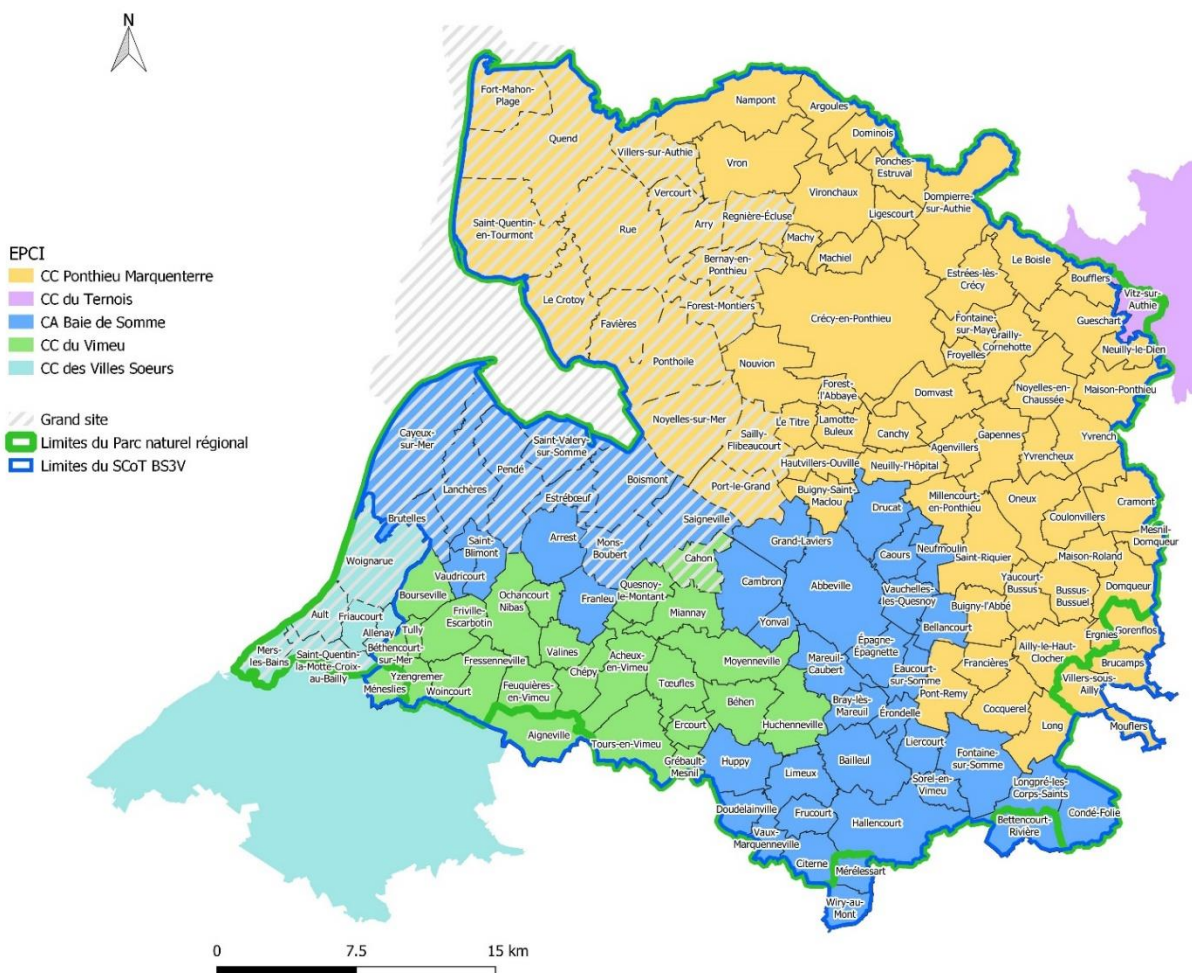 N
EPCI
CC Ponthieu Marquenterre
CC du Ternois
CA Baie de Somme
CC du Vimeu
CC des Villes Soeurs
Grand site
Limites du Parc naturel régional
Limites du SCoT BS3V
0
7.5
15 km
Fort-Mahon-
Plage
Quend
Nampont
Argoules
Dominois
Villers-sur-Authie
Vron
Ponches-
Estruval
Vercourt
Vironchaux
Dompierre-
sur-Authie
Saint-Quentin-
en-Tourmont
Rue
Arry
Regnière-Écluse
Ligescourt
Machy
Machiel
Bernay-en-
Ponthieu
Le Boisle
Estrées-lès-
Crécy
Boufflers
Vitz-sur-
Authie
Le Crotoy
Forest-Montiers
Favières
Crécy-en-Ponthieu
Fontaine-
sur-Maye
Brailly-
Cornehotte
Gueschart
Froyelles
Neuilly-le-Dien
Ponthoile
Nouvion
Forest-
l'Abbaye
Domvast
Noyelles-en-
Chaussée
Maison-Ponthieu
Noyelles-sur-Mer
Sailly-
Flibeaucourt
Le Titre
Lamotte-
Buleux
Canchy
Agenvillers
Gapennes
Yvrench
Yvrencheux
Cayeux-
sur-Mer
Saint-Valery-
sur-Somme
Pendé
Lanchères
Estrébœuf
Boismont
Port-le-Grand
Hautvillers-Ouville
Neuilly-l'Hôpital
Buigny-Saint-
Maclou
Millencourt-
en-Ponthieu
Oneux
Cramont
Coulonvillers
Mesnil-
Domqueur
Brutelles
Saigneville
Drucat
Woignarue
Saint-
Blimont
Arrest
Mons-
Boubert
Cahon
Grand-Laviers
Caours
Neufmoulin
Saint-Riquier
Maison-Roland
Vaudricourt
Bourseville
Ochancourt
Nibas
Franleu
Quesnoy-
le-Montant
Miannay
Cambron
Abbeville
Vauchelles-
les-Quesnoy
Yaucourt-
Bussus
Bussus-
Bussuel
Domqueur
Ault
Friaucourt
Allenay
Tully
Friville-
Escarbotin
Yonval
Buigny-l'Abbé
Bellancourt
Ergnies
Gorenflos
Mers-
les-Bains
Saint-Quentin-
la-Motte-Croix-
au-Bailly
Béthencourt-
sur-Mer
Fressenneville
Valines
Chépy
Acheux-
en-Vimeu
Moyenneville
Mareuil-
Caubert
Épagne-
Épagnette
Eaucourt-
sur-Somme
Francières
Ailly-le-Haut-
Clocher
Brucamps
Villers-sous-
Ailly
Yzengremer
Méneslies
Woincourt
Feuquières-
en-Vimeu
Tœufles
Béhen
Bray-lès-
Mareuil
Pont-Remy
Érondelle
Cocquerel
Long
Mouflers
Aigneville
Tours-en-Vimeu
Ercourt
Huchenneville
Grébault-
Mesnil
Huppy
Limeux
Bailleul
Liercourt
Sorel-en-
Vimeu
Fontaine-
sur-Somme
Longpré-les-
Corps-Saints
Condé-Folie
Doudelainville
Frucourt
Hallencourt
Bettencourt-
Rivière
Vaux-
Marquenneville
Citerne
Mérélessart
Wiry-au-
Mont